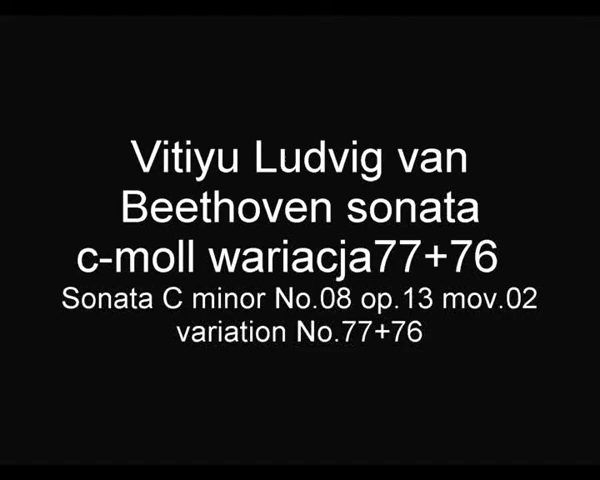 Vitiyu Ludvig van
Beethoven sonata
c-moll wariacja77+76
Sonata C minor No.08 op.13 mov.02
variation No.77+76